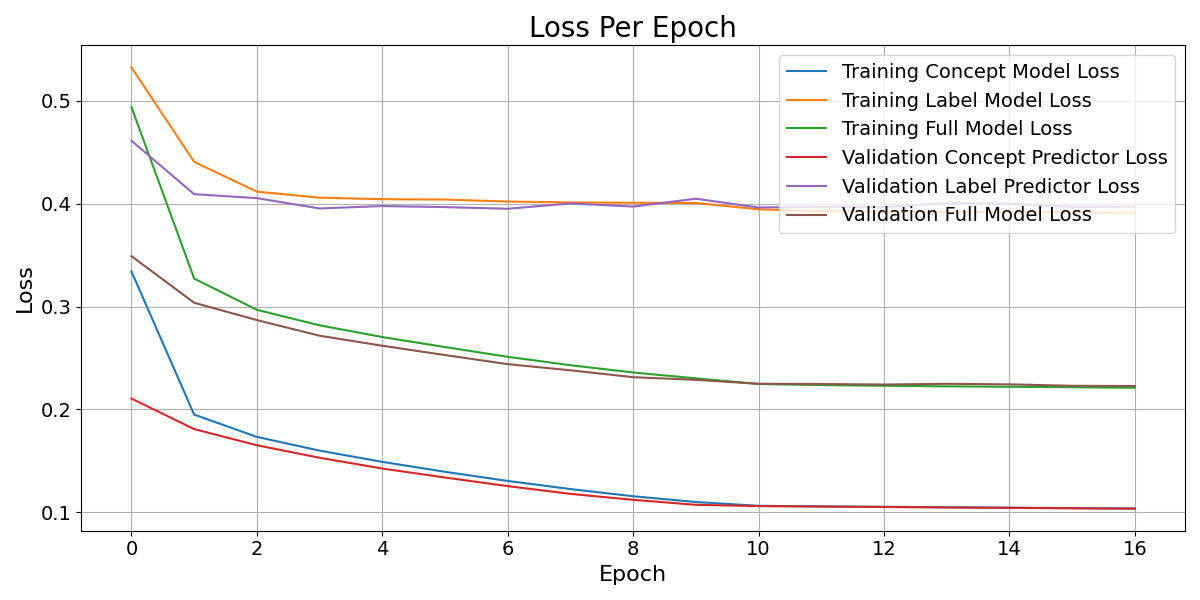 Loss Per Epoch
Training Concept Model Loss
Training Label Model Loss
Training Full Model Loss
Validation Concept Predictor Loss
Validation Label Predictor Loss
Validation Full Model Loss
Loss
0.5
0.4
0.3
0.2
0.1
0 2 4 6 8 10 12 14 16
Epoch